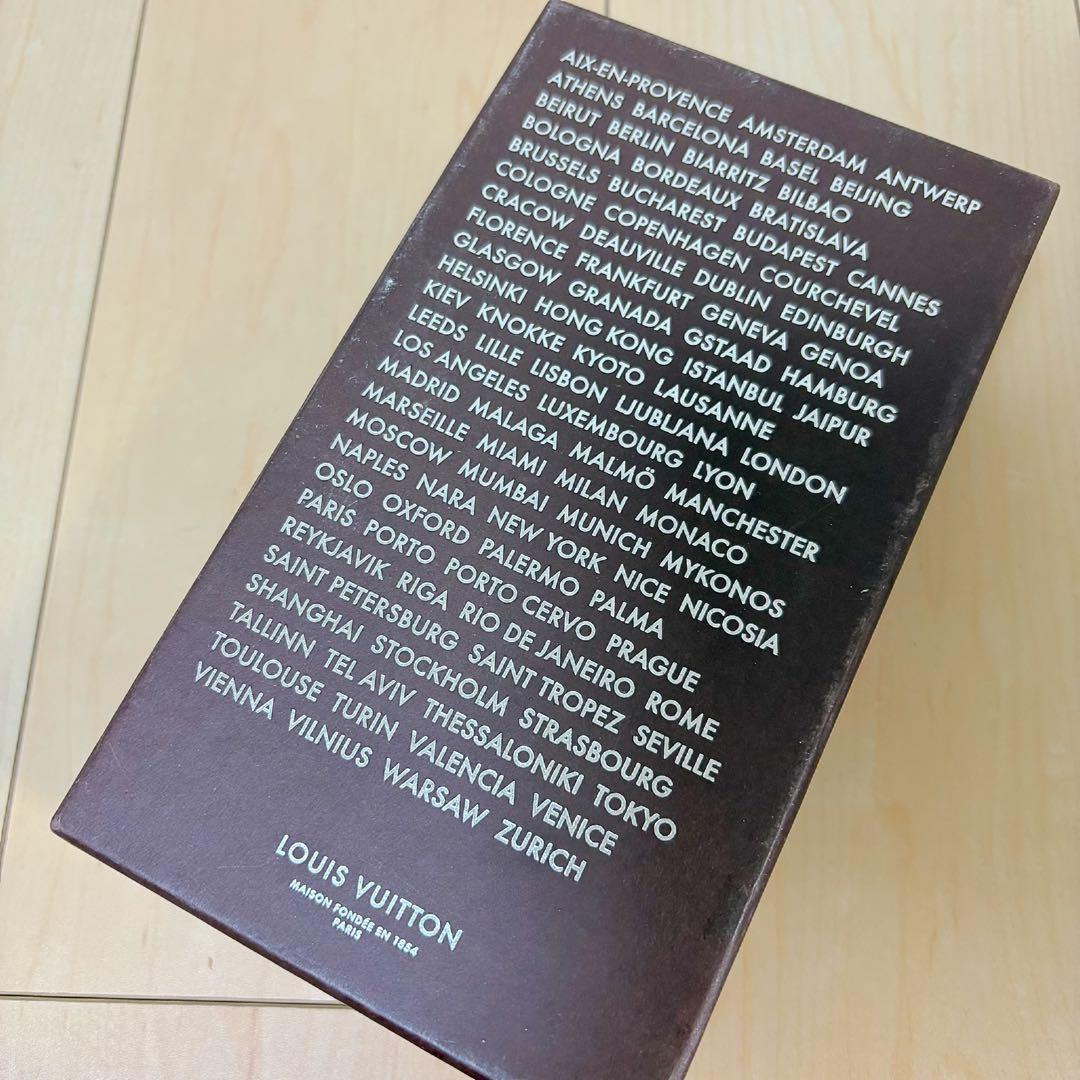 AIX-EN-PROVENCE AMSTERDAM ANTWERP
ATHENS BARCELONA BASEL BEIJING
BEIRUT BERLIN BIARRITZ BILBAO
BOLOGNA BORDEAUX BRATISLAVA
BRUSSELS BUCHAREST BUDAPEST CANNES
COLOGNE COPENHAGEN COURCHEVEL
CRACOW DEAUVILLE DUBLIN EDINBURGH
FLORENCE FRANKFURT GENEVA GENOA
GLASGOW GRANADA GSTAAD HAMBURG
HELSINKI HONG KONG ISTANBUL JAIPUR
KIEV KNOKKE KYOTO LAUSANNE
LEEDS LILLE LISBON LJUBLJANA LONDON
LOS ANGELES LUXEMBOURG LYON
MADRID MALAGA MALMÖ MANCHESTER
MARSEILLE MIAMI MILAN MONACO
MOSCOW MUMBAI MUNICH MYKONOS
NAPLES NARA NEW YORK NICE NICOSIA
OSLO OXFORD PALERMO PALMA
PARIS PORTO PORTO CERVO PRAGUE
REYKJAVIK RIGA RIO DE JANEIRO ROME
SAINT PETERSBURG SAINT TROPEZ SEVILLE
SHANGHAI STOCKHOLM STRASBOURG
TALLINN TEL AVIV THESSALONIKI TOKYO
TOULOUSE TURIN VALENCIA VENICE
VIENNA VILNIUS WARSAW ZURICH
LOUIS VUITTON
MAISON FONDÉE EN 1854
PARIS